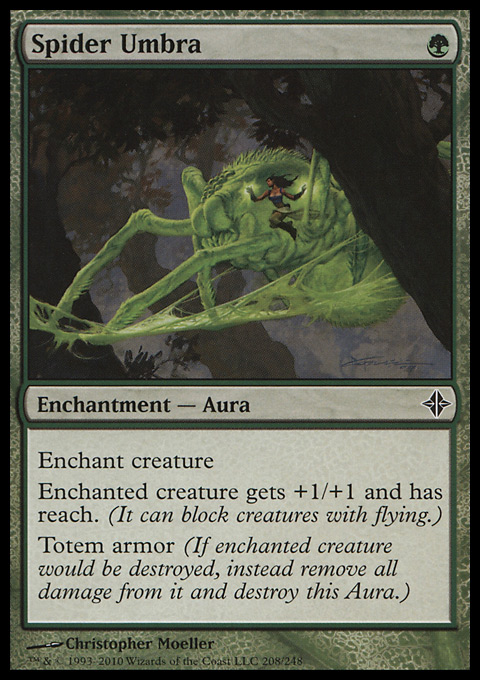 Spider Umbra
Enchantment — Aura
Enchant creature
Enchanted creature gets +1/+1 and has
reach. (It can block creatures with flying.)
Totem armor (If enchanted creature
would be destroyed, instead remove all
damage from it and destroy this Aura.)
Christopher Moeller
™ & © 1993–2010 Wizards of the Coast LLC 208/248